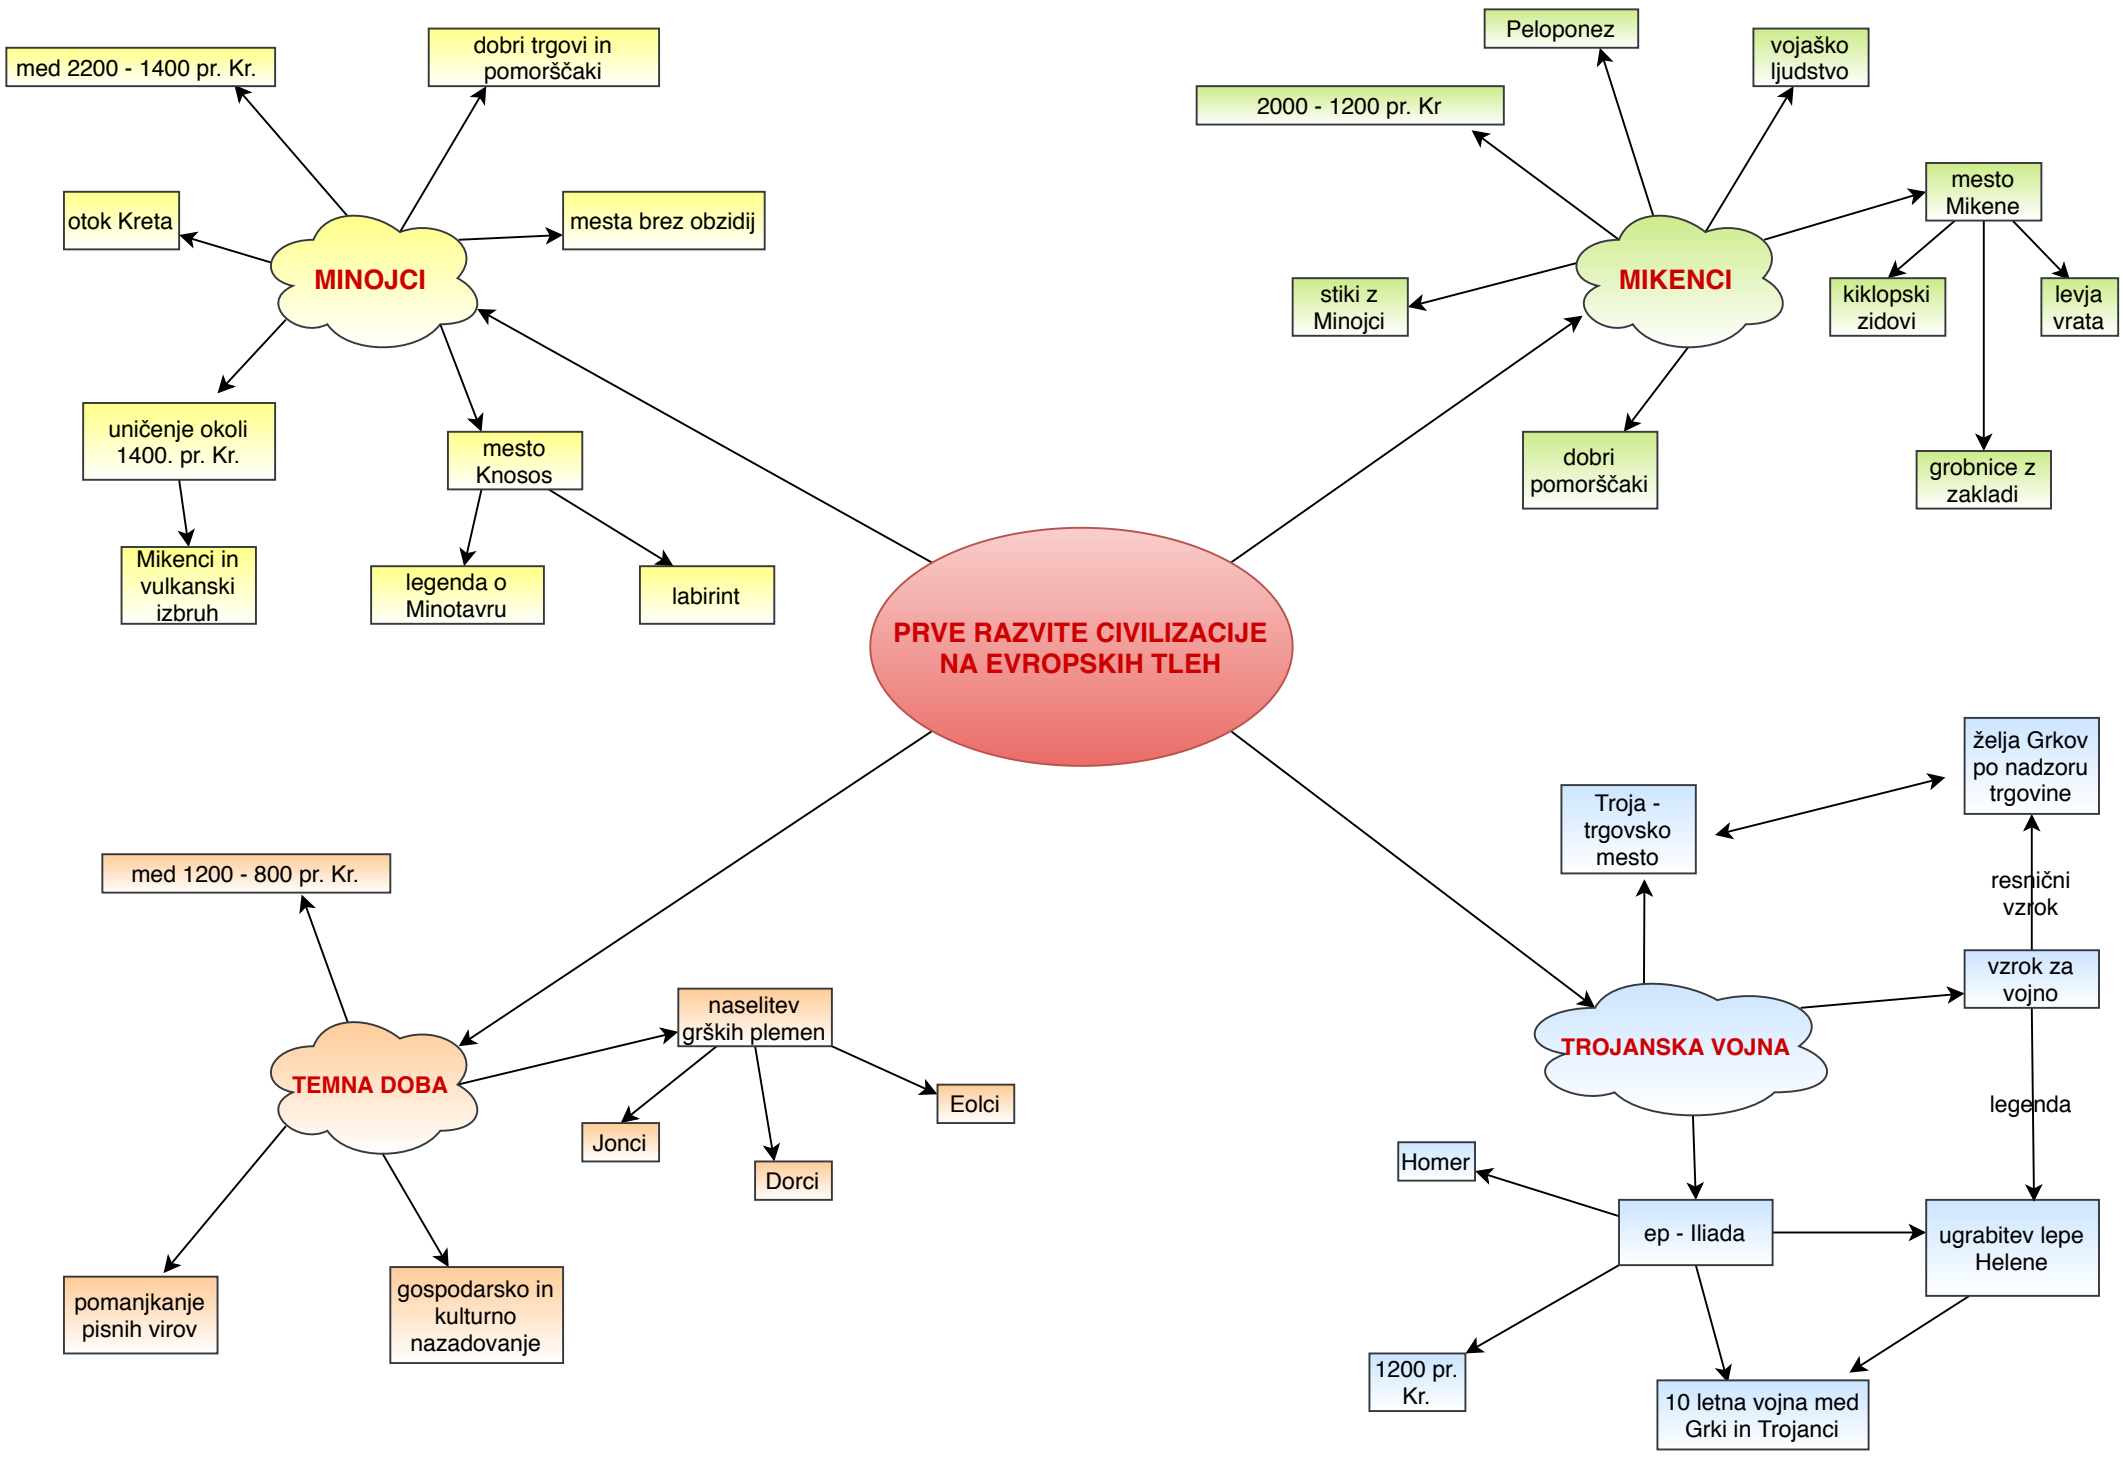 med 2200 - 1400 pr. Kr.
dobri trgovi in
pomorščaki
otok Kreta
mesta brez obzidij
MINOJCI
uničenje okoli
1400. pr. Kr.
mesto
Knosos
Mikenci in
vulkanski
izbruh
legenda o
Minotavru
labirint
Peloponez
vojaško
ljudstvo
2000 - 1200 pr. Kr
mesto
Mikene
MIKENCI
stiki z
Minojci
kiklopski
zidovi
levja
vrata
dobri
pomorščaki
grobnice z
zakladi
PRVE RAZVITE CIVILIZACIJE
NA EVROPSKIH TLEH
med 1200 - 800 pr. Kr.
naselitev
grških plemen
TEMNA DOBA
Eolci
Jonci
Dorci
pomanjkanje
pisnih virov
gospodarsko in
kulturno
nazadovanje
želja Grkov
po nadzoru
trgovine
Troja -
trgovsko
mesto
resnični
vzrok
vzrok za
vojno
TROJANSKA VOJNA
legenda
Homer
ep - Iliada
ugrabitev lepe
Helene
1200 pr.
Kr.
10 letna vojna med
Grki in Trojanci